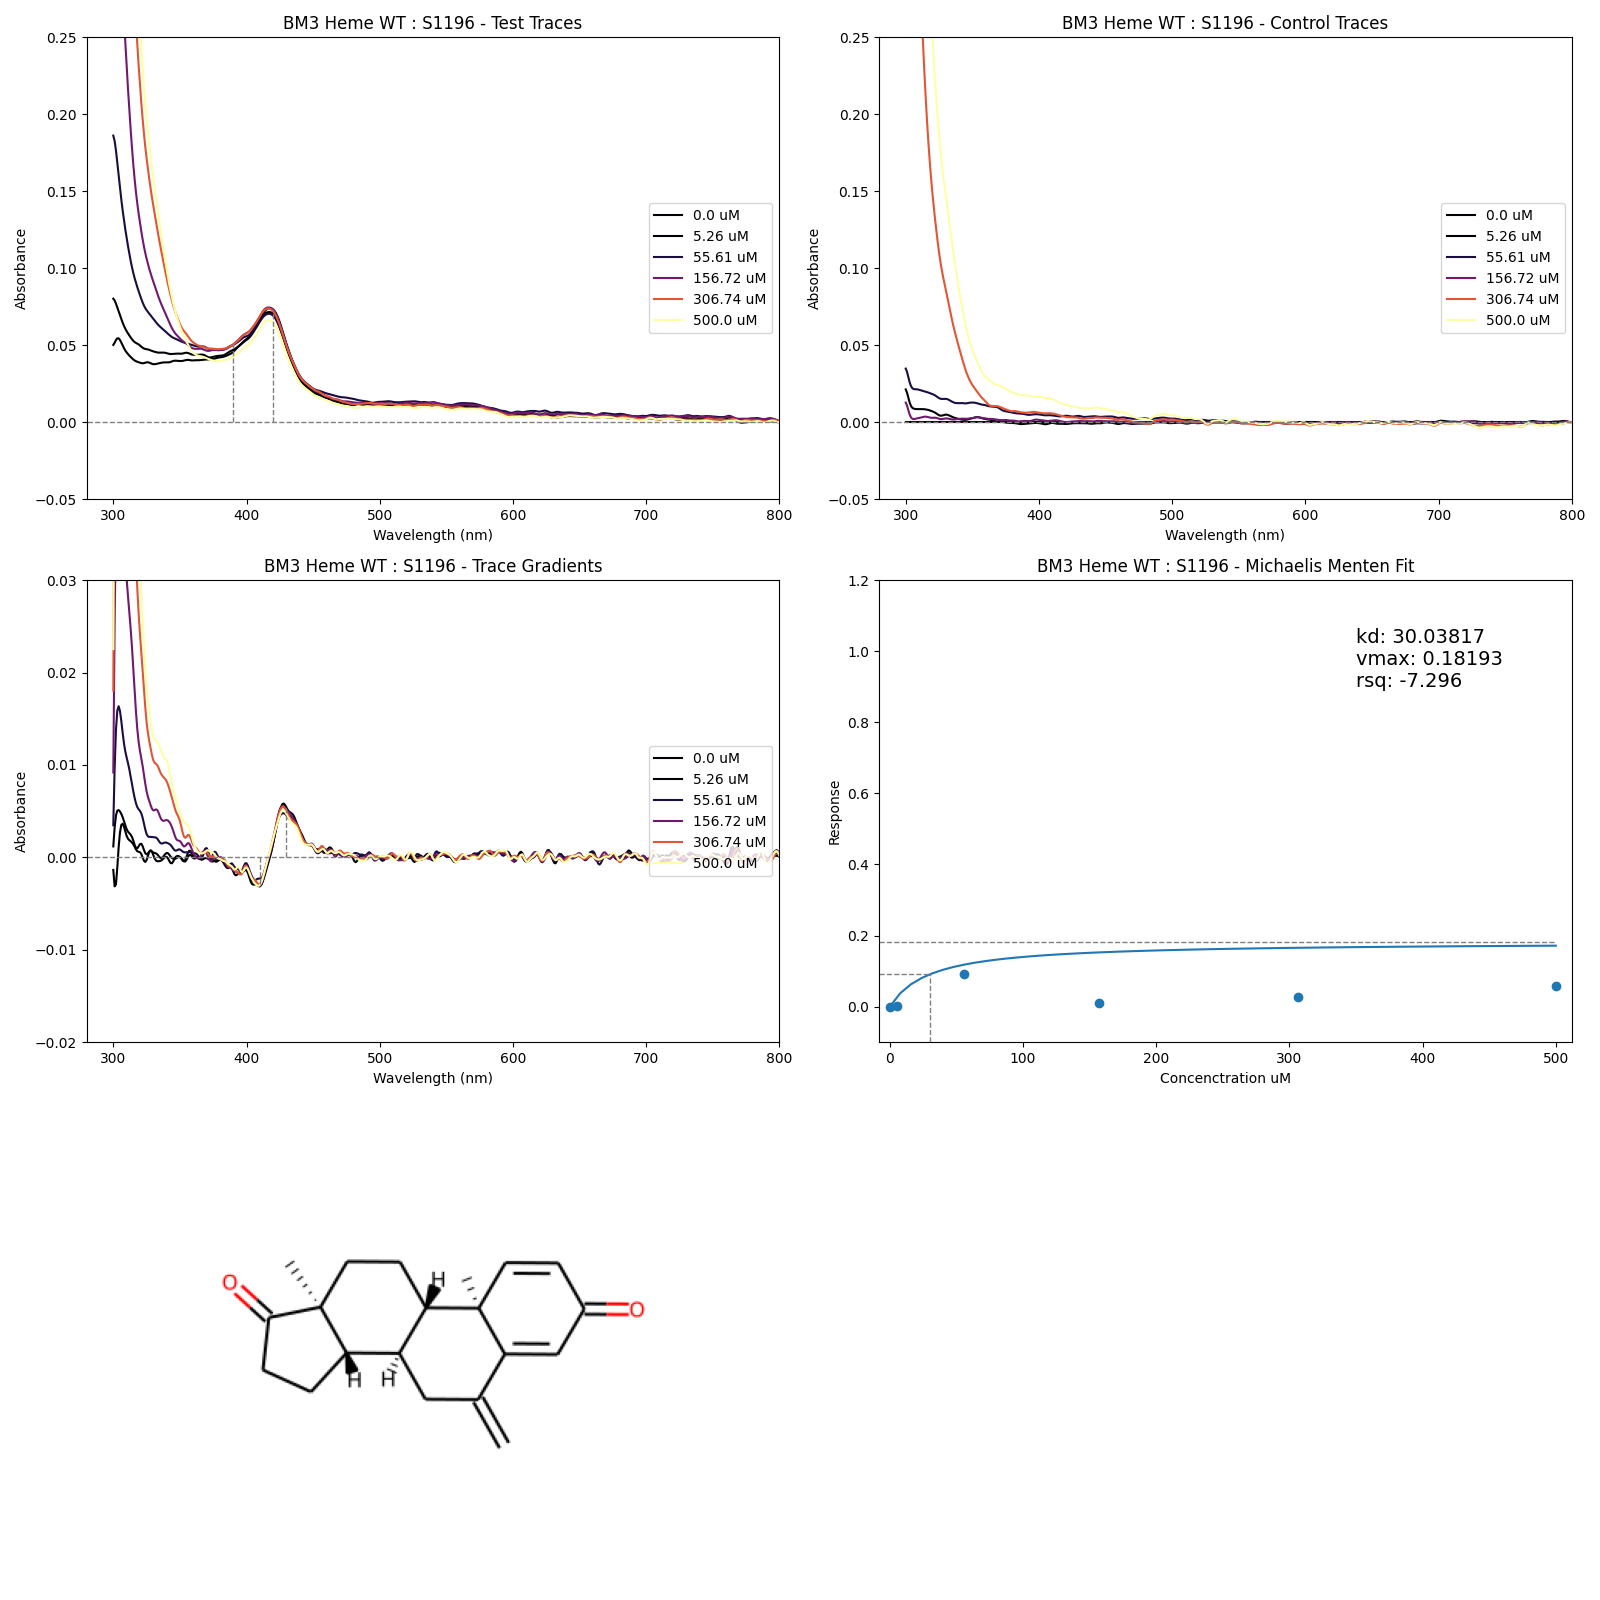 BM3 Heme WT : S1196 - Test Traces
0.25
0.20
0.15
0.10
0.05
0.00
−0.05
Absorbance
300 400 500 600 700 800
Wavelength (nm)
0.0 uM
5.26 uM
55.61 uM
156.72 uM
306.74 uM
500.0 uM
BM3 Heme WT : S1196 - Control Traces
0.25
0.20
0.15
0.10
0.05
0.00
−0.05
Absorbance
300 400 500 600 700 800
Wavelength (nm)
0.0 uM
5.26 uM
55.61 uM
156.72 uM
306.74 uM
500.0 uM
BM3 Heme WT : S1196 - Trace Gradients
0.03
0.02
0.01
0.00
−0.01
−0.02
Absorbance
300 400 500 600 700 800
Wavelength (nm)
0.0 uM
5.26 uM
55.61 uM
156.72 uM
306.74 uM
500.0 uM
BM3 Heme WT : S1196 - Michaelis Menten Fit
1.2
1.0
0.8
0.6
0.4
0.2
0.0
Response
0 100 200 300 400 500
Concenctration uM
kd: 30.03817
vmax: 0.18193
rsq: -7.296
O
H
H
H
O